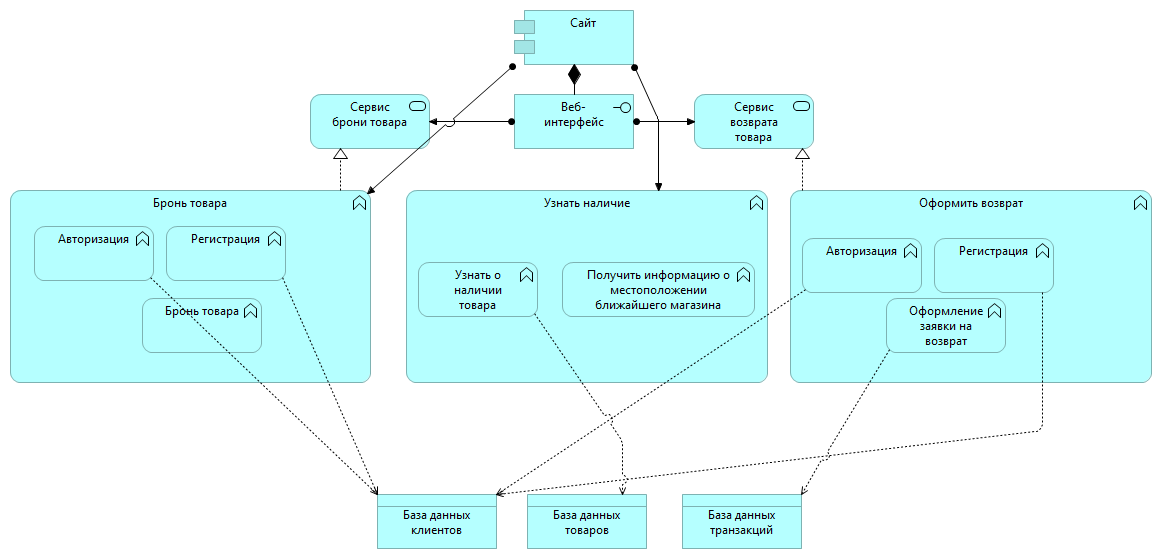 Сайт
Сервис
брони товара
Веб-
интерфейс
Сервис
возврата
товара
Бронь товара
Узнать наличие
Оформить возврат
Авторизация
Регистрация
Бронь товара
Узнать о
наличии
товара
Получить информацию о
местоположении
ближайшего магазина
Авторизация
Регистрация
Оформление
заявки на
возврат
База данных
клиентов
База данных
товаров
База данных
транзакций